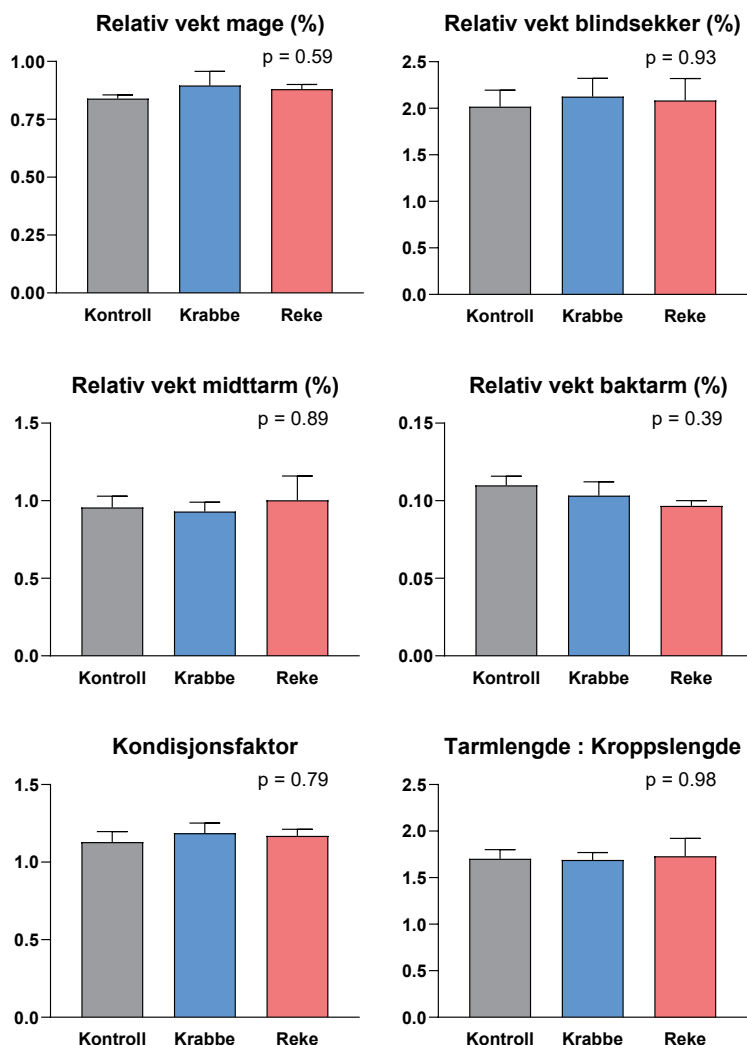 Relativ vekt mage (%)
p = 0.59
1.00
0.75
0.50
0.25
0.00
Kontroll Krabbe Reke
Relativ vekt blindsekker (%)
p = 0.93
2.5
2.0
1.5
1.0
0.5
0.0
Kontroll Krabbe Reke
Relativ vekt midttarm (%)
p = 0.89
1.5
1.0
0.5
0.0
Kontroll Krabbe Reke
Relativ vekt baktarm (%)
p = 0.39
0.15
0.10
0.05
0.00
Kontroll Krabbe Reke
Kondisjonsfaktor
p = 0.79
1.5
1.0
0.5
0.0
Kontroll Krabbe Reke
Tarmlengde : Kroppslengde
p = 0.98
2.5
2.0
1.5
1.0
0.5
0.0
Kontroll Krabbe Reke